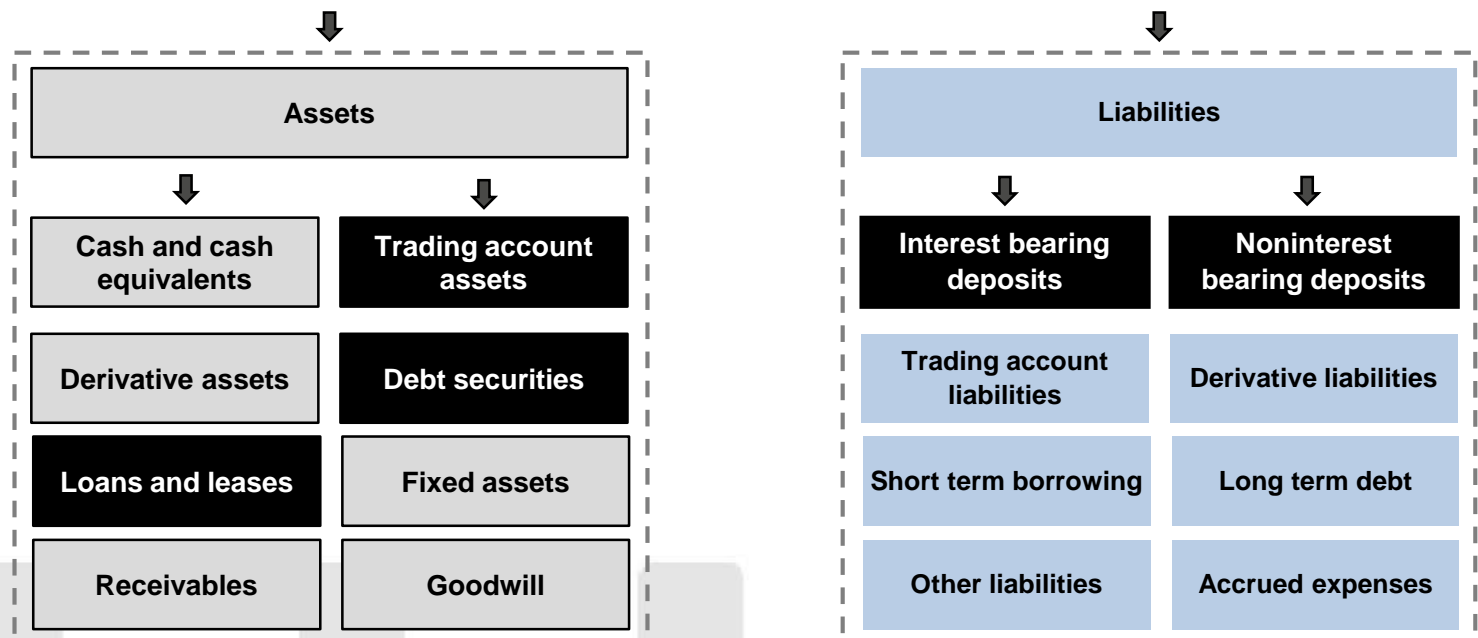 Assets
Cash and cash
equivalents
Trading account
assets
Derivative assets
Debt securities
Loans and leases
Fixed assets
Receivables
Goodwill
Liabilities
Interest bearing
deposits
Noninterest
bearing deposits
Trading account
liabilities
Derivative liabilities
Short term borrowing
Long term debt
Other liabilities
Accrued expenses